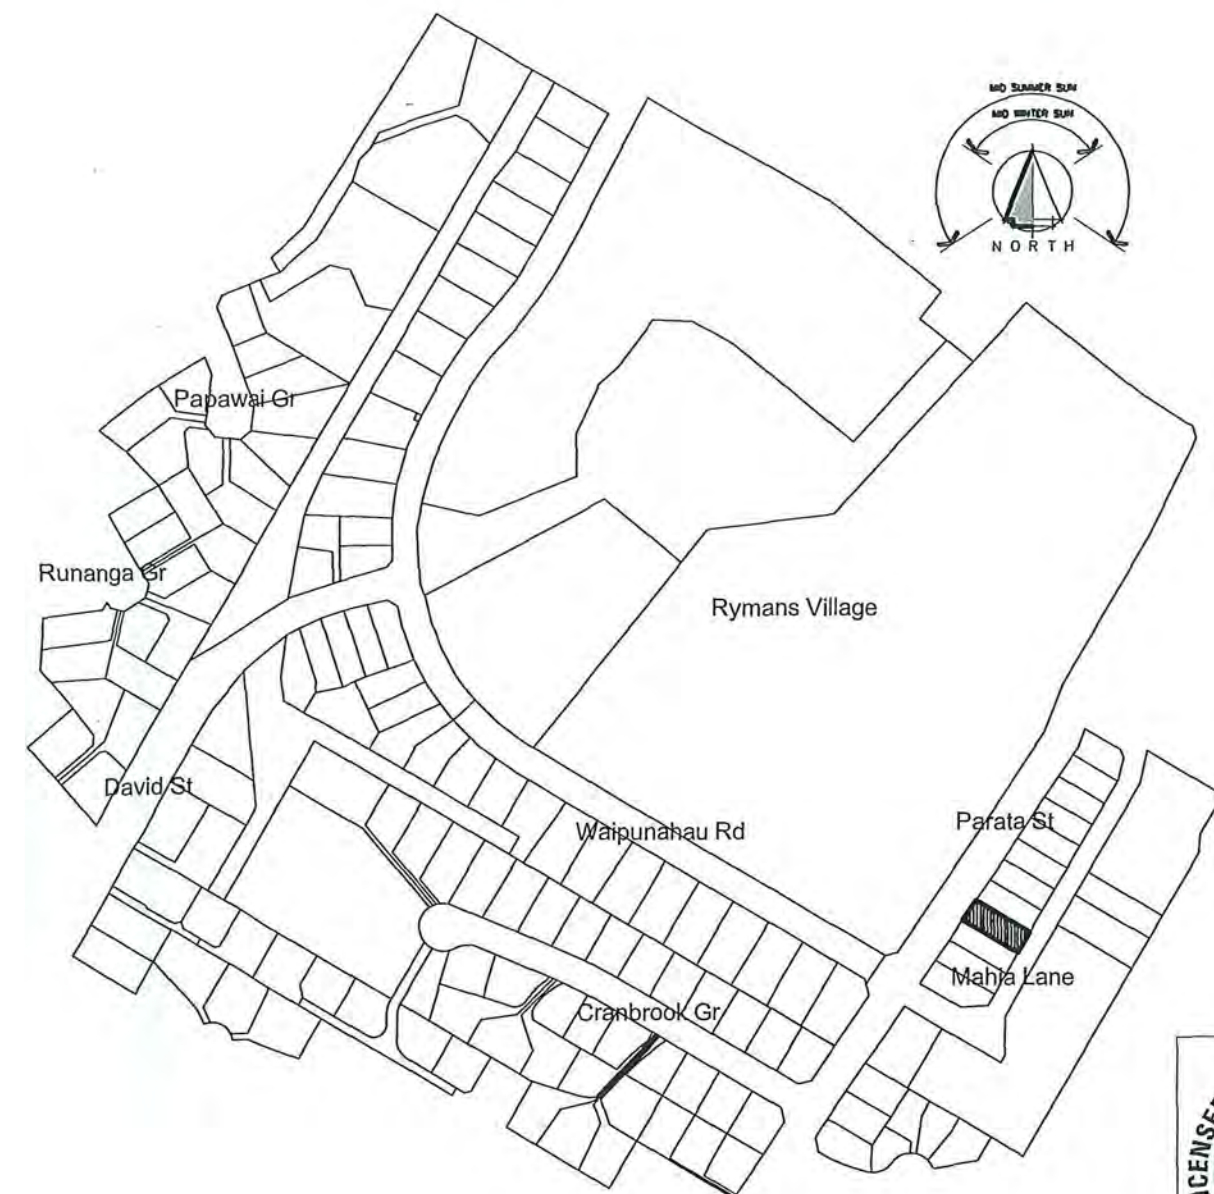 MID SUMMER SUN
MID WINTER SUN
NORTH
Papawai Gr
Runanga Gr
Rymans Village
David St
Waipunahau Rd
Parata St
Mahia Lane
Cranbrook Gr